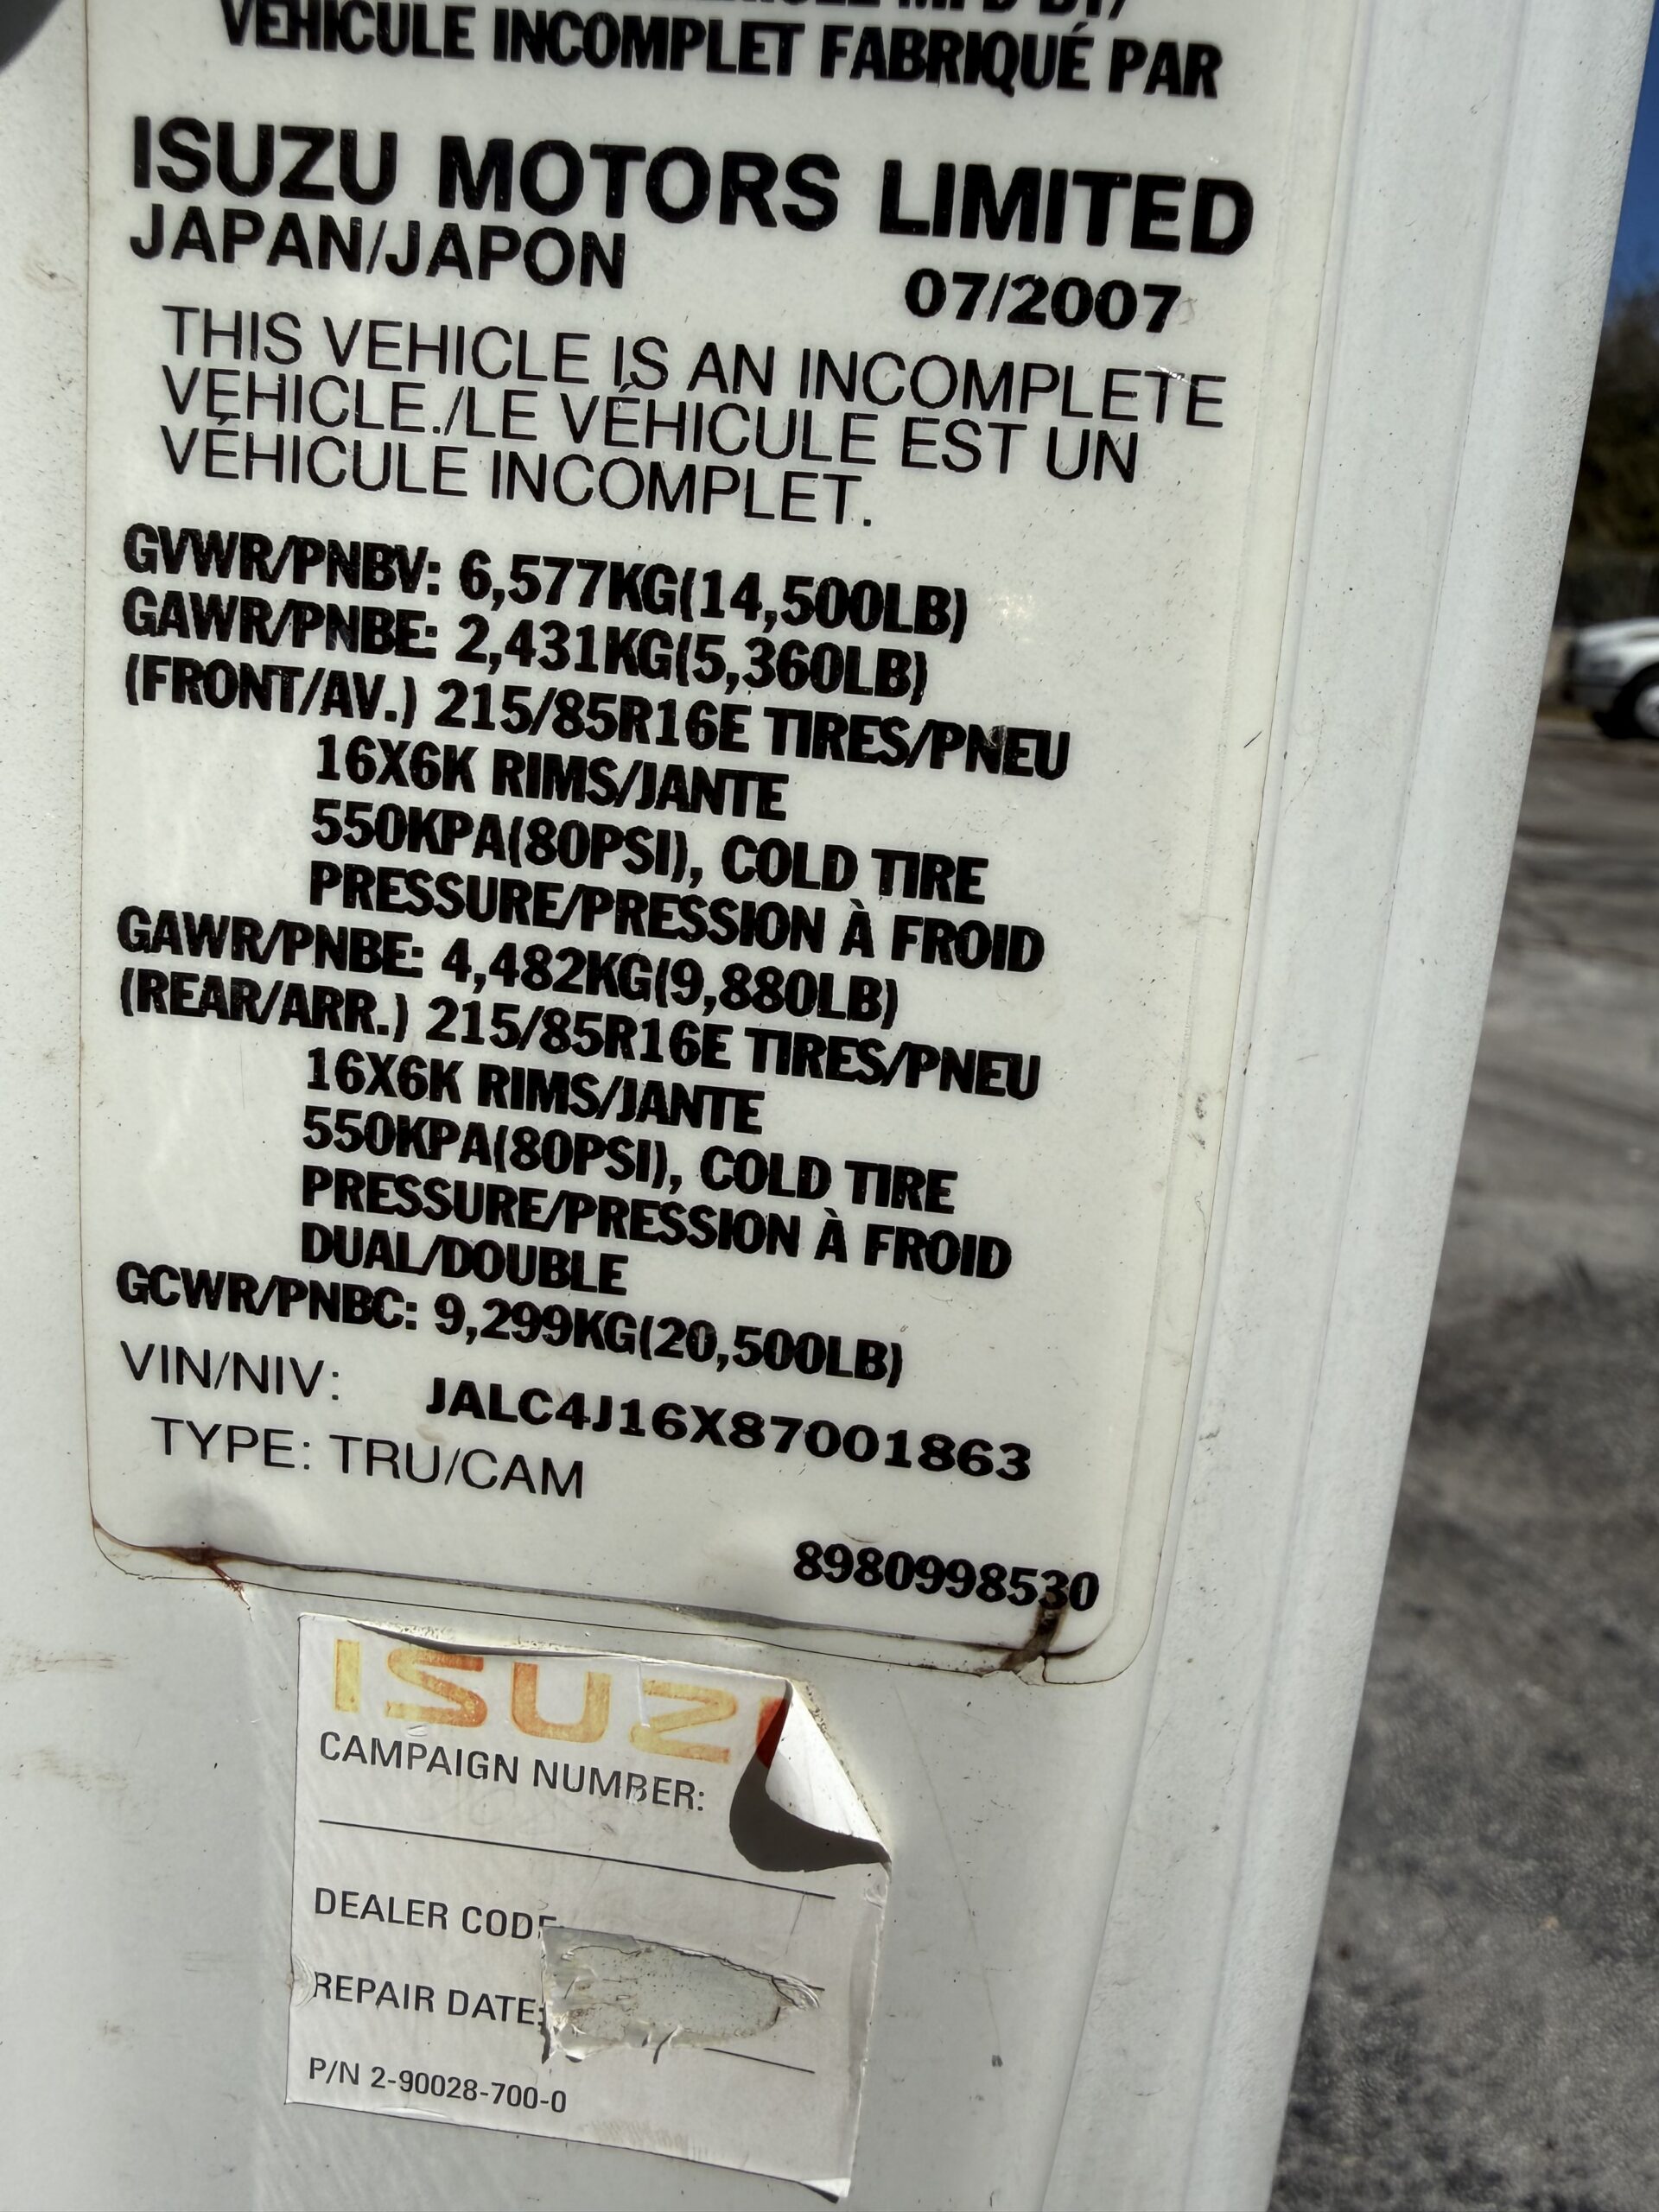 VÉHICULE INCOMPLET FABRIQUÉ PAR
ISUZU MOTORS LIMITED
JAPAN/JAPON 07/2007
THIS VEHICLE IS AN INCOMPLETE
VEHICLE./LE VÉHICULE EST UN
VÉHICULE INCOMPLET.
GVWR/PNBV: 6,577KG(14,500LB)
GAWR/PNBE: 2,431KG(5,360LB)
(FRONT/AV.) 215/85R16E TIRES/PNEU
16X6K RIMS/JANTE
550KPA(80PSI), COLD TIRE
PRESSURE/PRESSION À FROID
GAWR/PNBE: 4,482KG(9,880LB)
(REAR/ARR.) 215/85R16E TIRES/PNEU
16X6K RIMS/JANTE
550KPA(80PSI), COLD TIRE
PRESSURE/PRESSION À FROID
DUAL/DOUBLE
GCWR/PNBC: 9,299KG(20,500LB)
VIN/NIV: JALC4J16X87001863
TYPE: TRU/CAM
8980998530
ISUZ
CAMPAIGN NUMBER:
DEALER CODE
REPAIR DATE:
P/N 2-90028-700-0